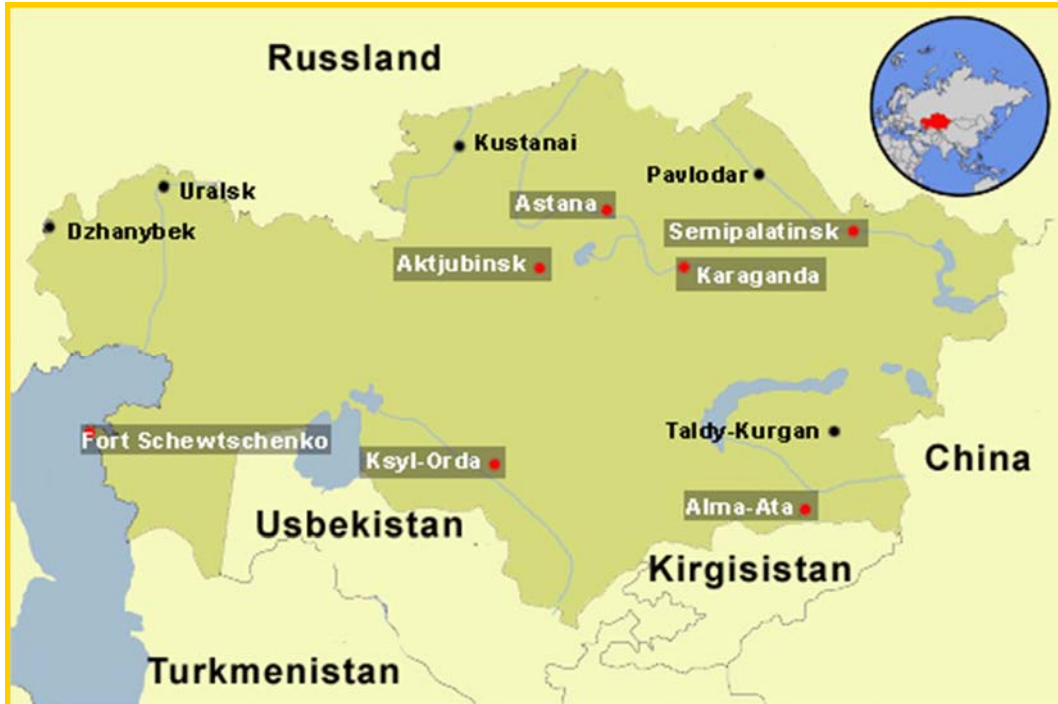 Russland
Kustanai
Pavlodar
Uralsk
Astana
Dzhanybek
Semipalatinsk
Aktjubinsk
Karaganda
Taldy-Kurgan
Fort Schewtschenko
Ksyl-Orda
China
Alma-Ata
Usbekistan
Kirgisistan
Turkmenistan